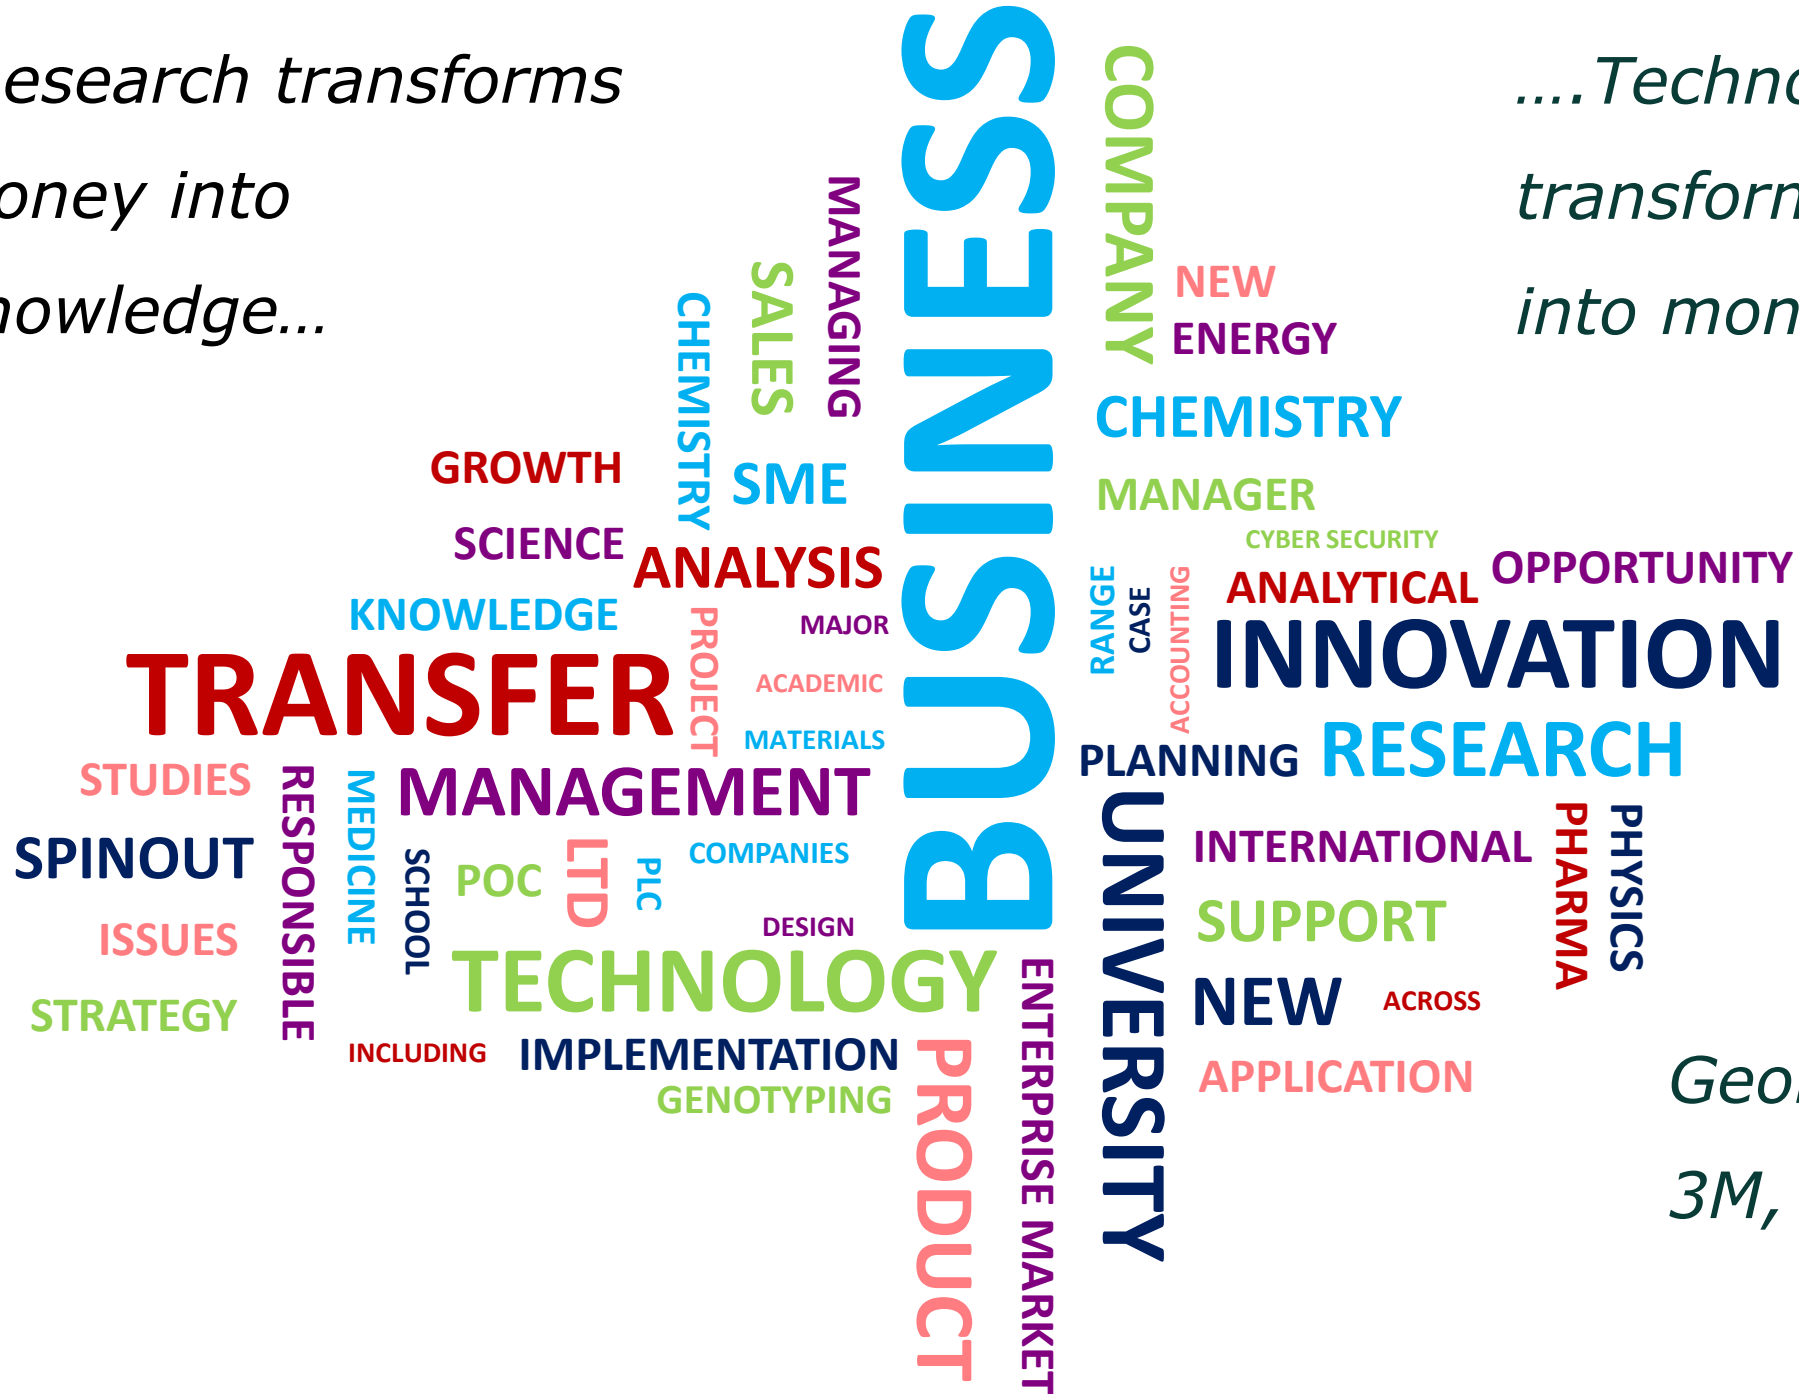 esearch transforms
oney into
nowledge…
….Techno
transform
into mon
BUSINESS
COMPANY
MANAGING
SALES
CHEMISTRY
NEW
ENERGY
CHEMISTRY
GROWTH
SME
MANAGER
SCIENCE
ANALYSIS
CYBER SECURITY
OPPORTUNITY
RANGE
CASE
ACCOUNTING
ANALYTICAL
KNOWLEDGE
PROJECT
MAJOR
INNOVATION
TRANSFER
ACADEMIC
MATERIALS
PLANNING
RESEARCH
STUDIES
RESPONSIBLE
MEDICINE
MANAGEMENT
UNIVERSITY
INTERNATIONAL
PHARMA
PHYSICS
SPINOUT
SCHOOL
POC
LTD
PLC
COMPANIES
SUPPORT
ISSUES
DESIGN
TECHNOLOGY
ENTERPRISE MARKET
NEW
ACROSS
STRATEGY
INCLUDING
IMPLEMENTATION
PRODUCT
APPLICATION
GENOTYPING
Geo
3M,